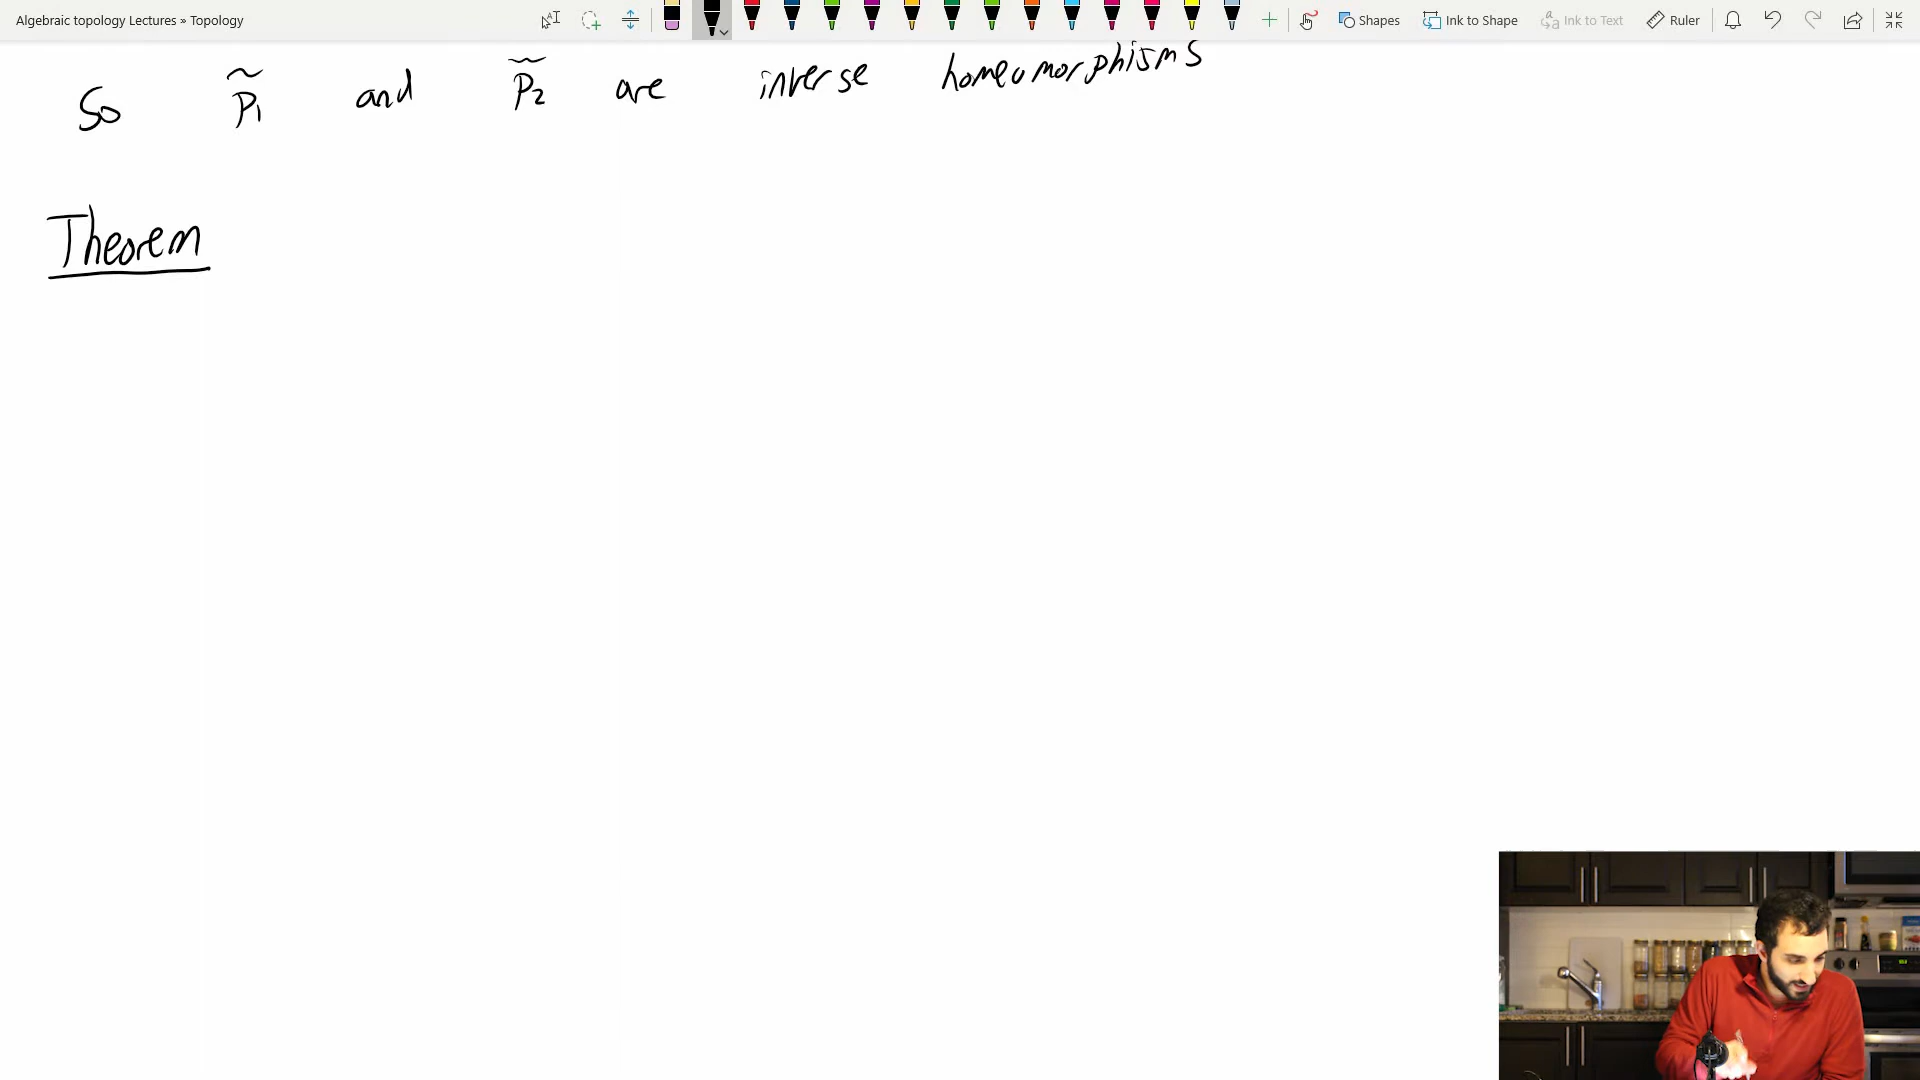 Algebraic topology Lectures » Topology
Shapes
Ink to Shape
Ink to Text
Ruler
So p̃₁ and p̃₂ are inverse homeomorphisms
Theorem